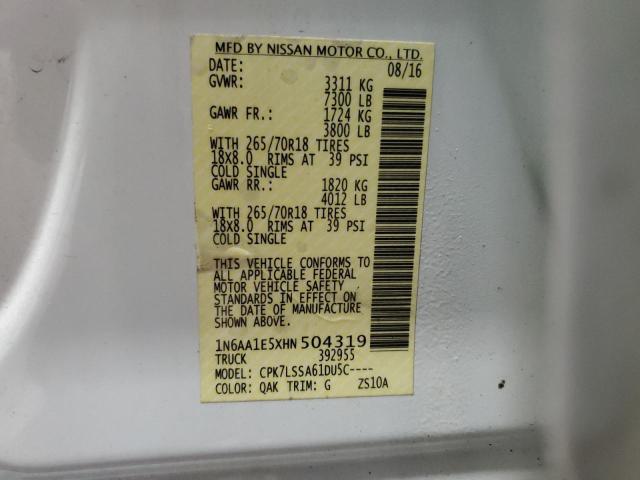 MFD BY NISSAN MOTOR CO., LTD.
DATE: 08/16
GVWR: 3311 KG
7300 LB
GAWR FR.: 1724 KG
3800 LB
WITH 265/70R18 TIRES
18X8.0 RIMS AT 39 PSI
COLD SINGLE
GAWR RR.: 1820 KG
4012 LB
WITH 265/70R18 TIRES
18X8.0 RIMS AT 39 PSI
COLD SINGLE
THIS VEHICLE CONFORMS TO
ALL APPLICABLE FEDERAL
MOTOR VEHICLE SAFETY
STANDARDS IN EFFECT ON
THE DATE OF MANUFACTURE
SHOWN ABOVE.
1N6AA1E5XHN504319
TRUCK 392955
MODEL: CPK7LSSA61DU5C----
COLOR: QAK TRIM: G ZS10A